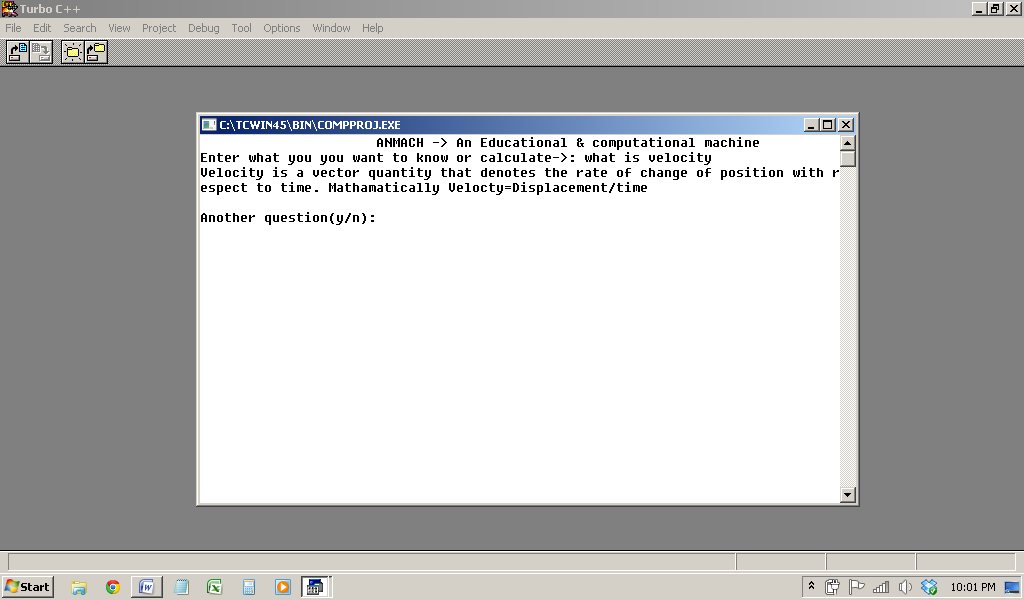 Turbo C++
File Edit Search View Project Debug Tool Options Window Help
C:\TCWIN45\BIN\COMPPROJ.EXE
ANMACH -> An Educational & computational machine
Enter what you you want to know or calculate->: what is velocity
Velocity is a vector quantity that denotes the rate of change of position with r
espect to time. Mathamatically Velocty=Displacement/time
Another question(y/n):
Start
10:01 PM